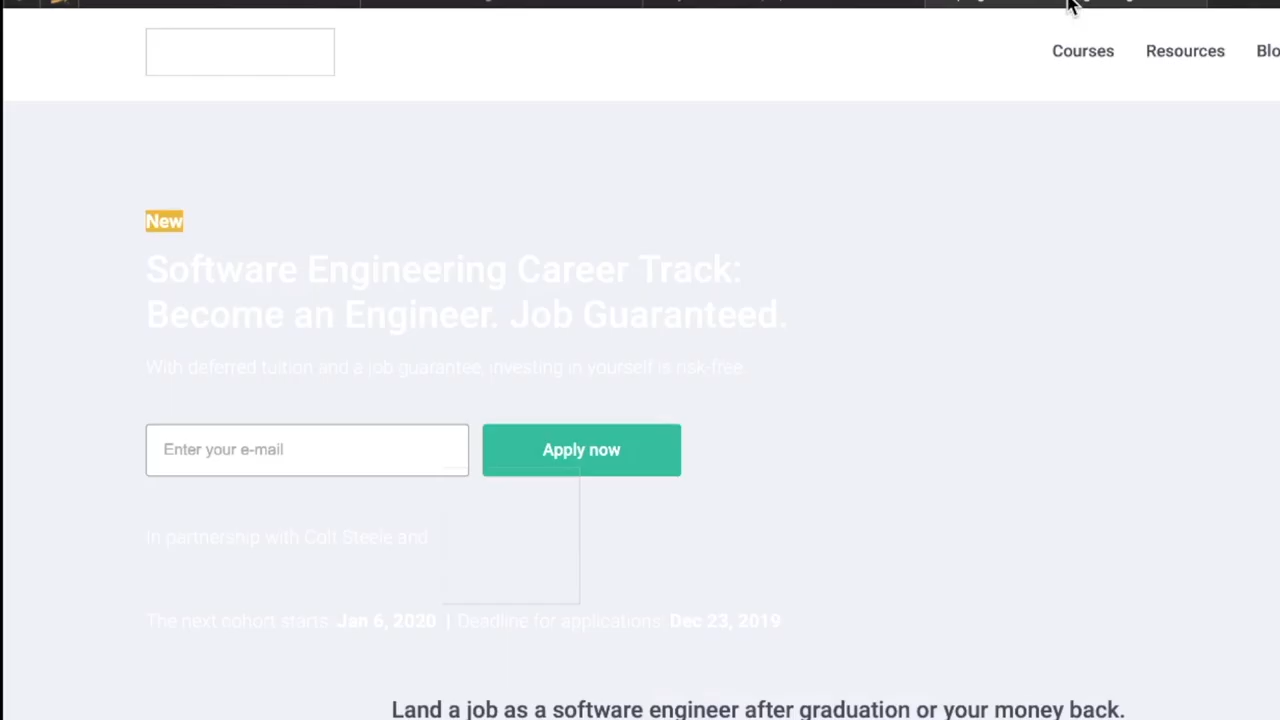 Courses Resources Blo
New
Software Engineering Career Track:
Become an Engineer. Job Guaranteed.
With deferred tuition and a job guarantee, investing in yourself is risk-free
Enter your e-mail Apply now
In partnership with Colt Steele and
The next cohort starts: Jan 6, 2020 | Deadline for applications: Dec 23, 2019
Land a job as a software engineer after graduation or your money back.